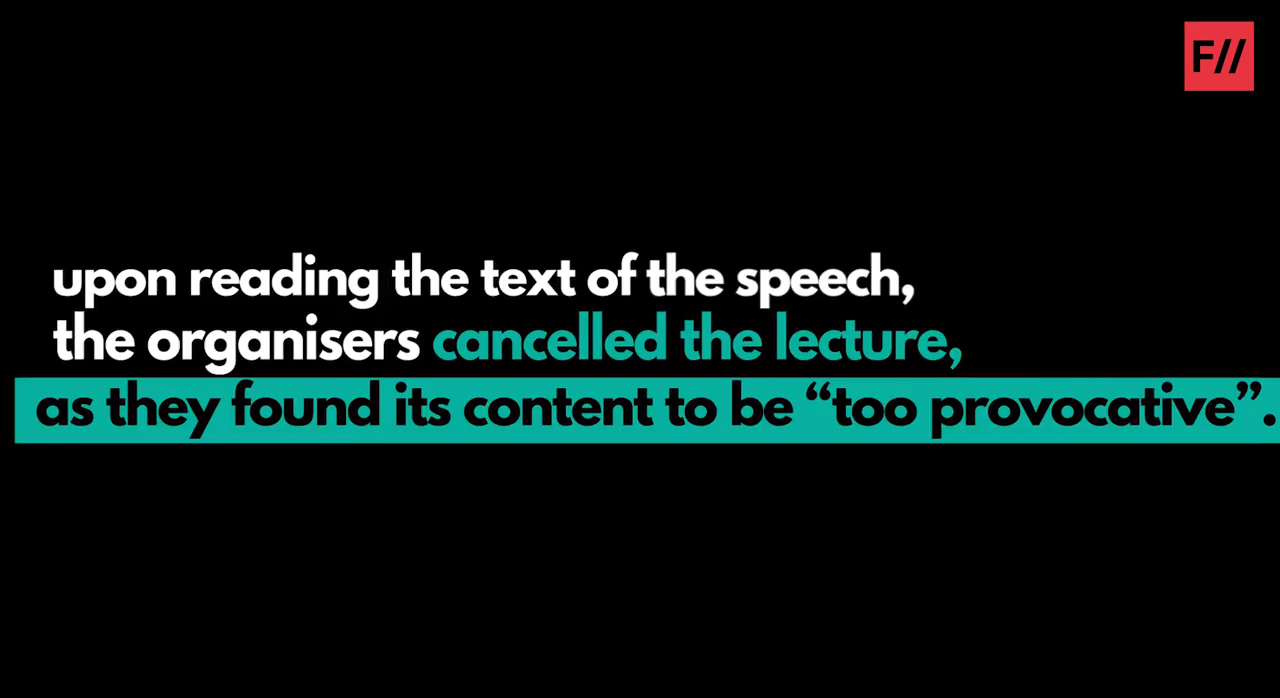 F//
upon reading the text of the speech,
the organisers cancelled the lecture,
as they found its content to be “too provocative”.